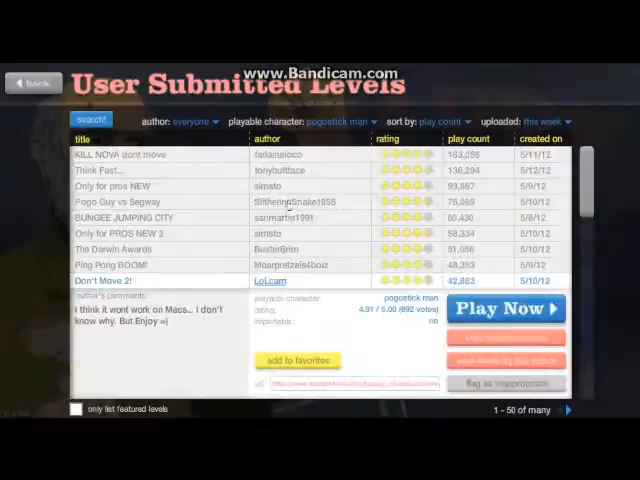 www.Bandicam.com
back
User Submitted Levels
search!
author: everyone playable character: pogostick man sort by: play count uploaded: this week
title author rating play count created on
KILL NOVA dont move 5/11/12
Think Fast... tonybuttface 136,294 5/12/12
Only for pros NEW simsto 93,667 5/9/12
Pogo Guy vs Segway SlitheringSnake1055 76,069 5/10/12
BUNGEE JUMPING CITY sanmartin1991 60,430 5/8/12
Only for PROS NEW 2 simsto 58,334 5/10/12
The Darwin Awards BusterBrim 51,056 5/10/12
Ping Pong BOOM! Moarpretzels4boiz 48,353 5/9/12
Don't Move 2! LoLcam 42,863 5/10/12
author's comments:
I think it wont work on Macs... I don't
know why. But Enjoy =)
playable character: pogostick man
rating: 4.31 / 5.00 (692 votes)
importable: no
Play Now
add to favorites
url:
flag as inappropriate
only list featured levels
1 - 50 of many